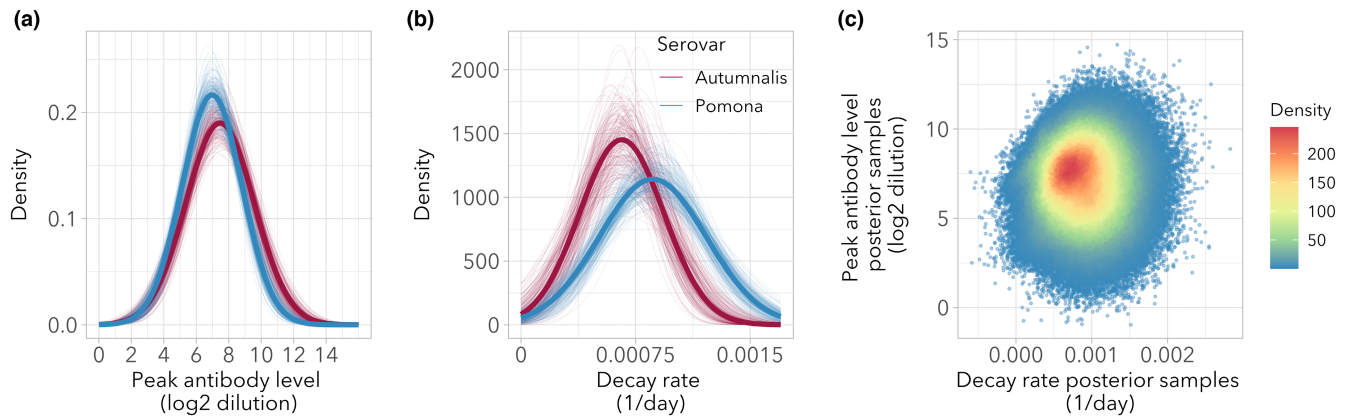 (a)
Density
0.2
0.1
0.0
0 2 4 6 8 10 12 14
Peak antibody level
(log2 dilution)
(b)
Density
2000
1500
1000
500
0
Serovar
Autumnalis
Pomona
0 0.00075 0.0015
Decay rate
(1/day)
(c)
Peak antibody level
posterior samples
(log2 dilution)
15
10
5
0
0.000 0.001 0.002
Decay rate posterior samples
(1/day)
Density
200
150
100
50